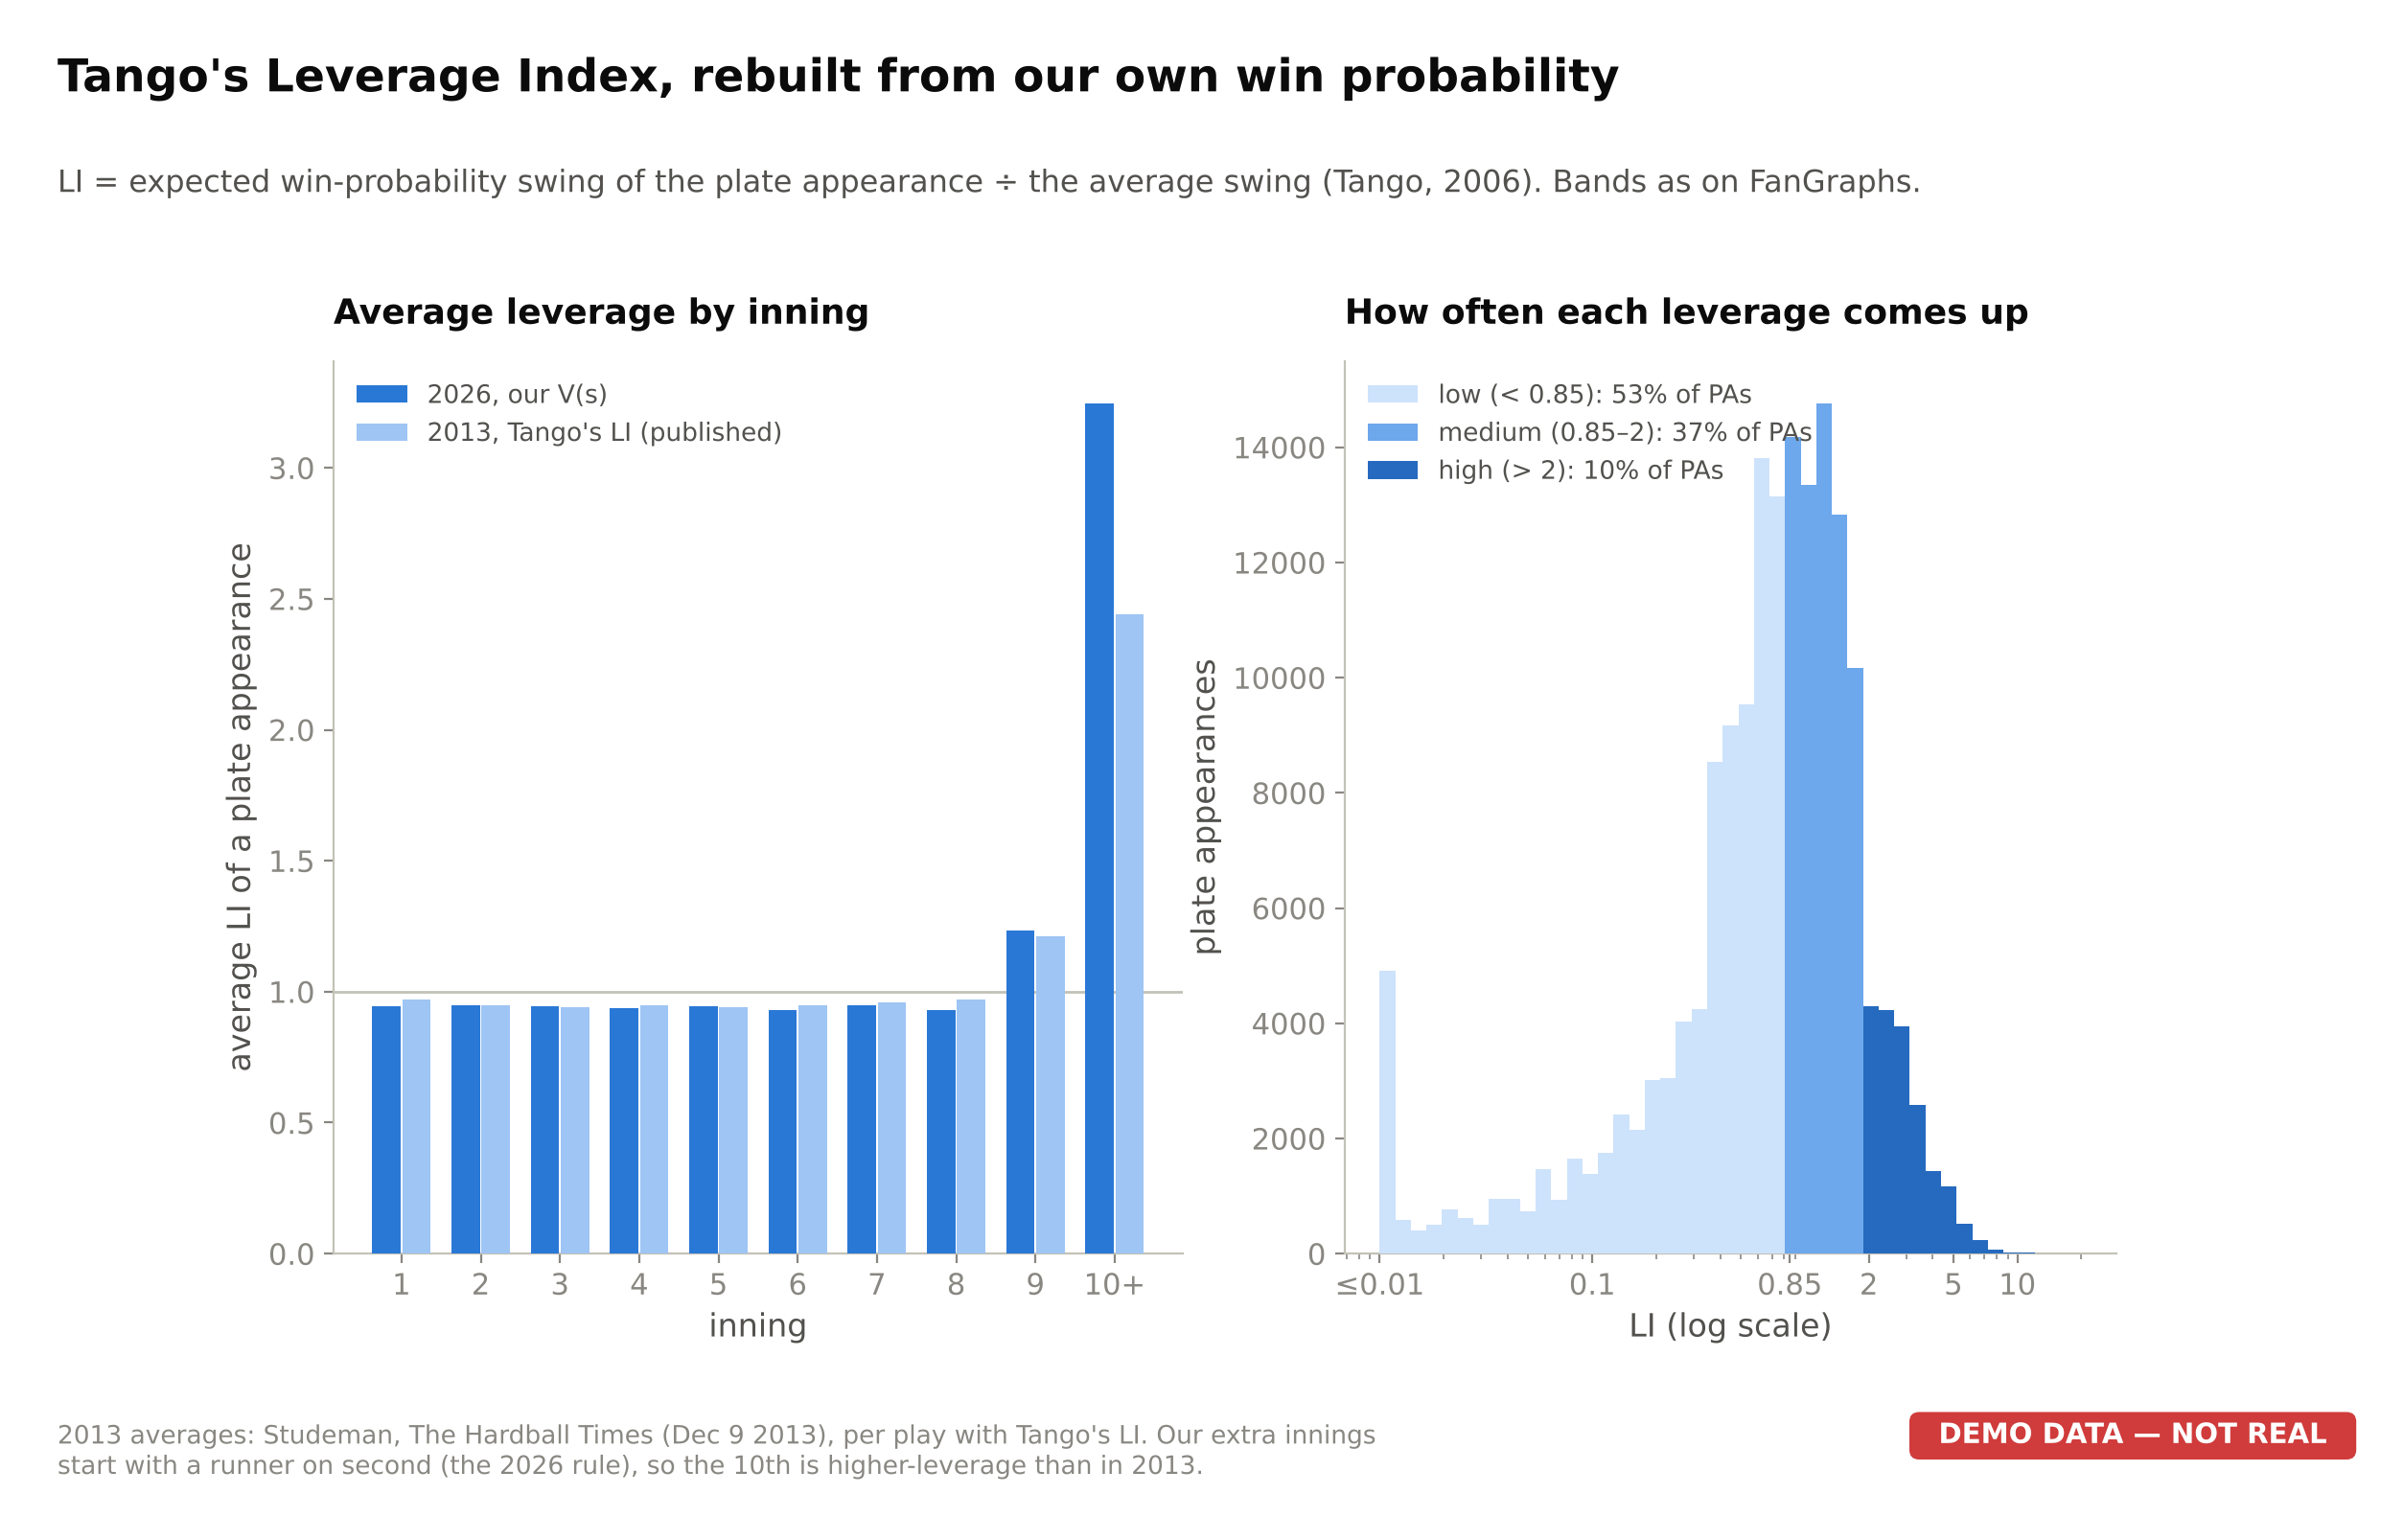 Tango's Leverage Index, rebuilt from our own win probability
LI = expected win-probability swing of the plate appearance ÷ the average swing (Tango, 2006). Bands as on FanGraphs.
Average leverage by inning
2026, our V(s)
2013, Tango's LI (published)
average LI of a plate appearance
3.0
2.5
2.0
1.5
1.0
0.5
0.0
1 2 3 4 5 6 7 8 9 10+
inning
How often each leverage comes up
low (< 0.85): 53% of PAs
medium (0.85–2): 37% of PAs
high (> 2): 10% of PAs
plate appearances
14000
12000
10000
8000
6000
4000
2000
0
≤0.01 0.1 0.85 2 5 10
LI (log scale)
2013 averages: Studeman, The Hardball Times (Dec 9 2013), per play with Tango's LI. Our extra innings
start with a runner on second (the 2026 rule), so the 10th is higher-leverage than in 2013.
DEMO DATA — NOT REAL